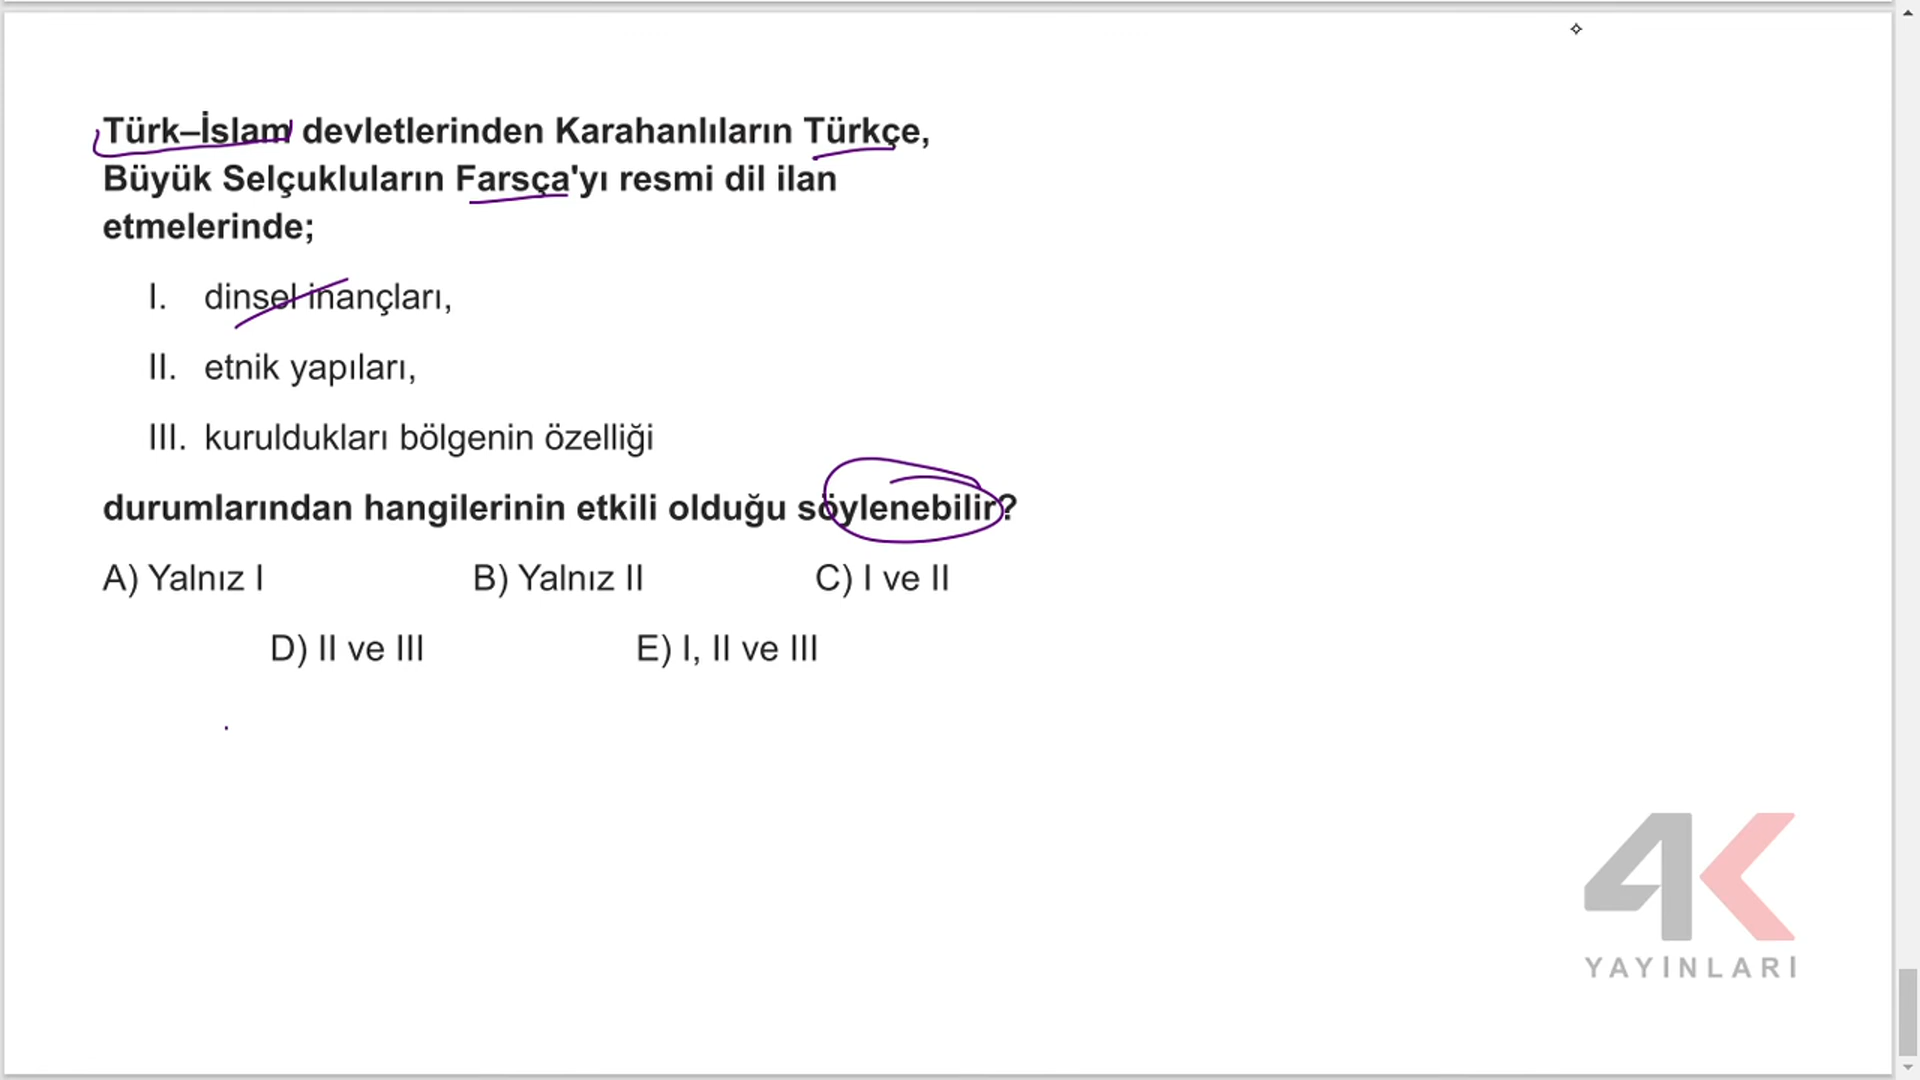 Türk–İslam devletlerinden Karahanlıların Türkçe,
Büyük Selçukluların Farsça'yı resmi dil ilan
etmelerinde;
I. dinsel inançları,
II. etnik yapıları,
III. kuruldukları bölgenin özelliği
durumlarından hangilerinin etkili olduğu söylenebilir?
A) Yalnız I B) Yalnız II C) I ve II
D) II ve III E) I, II ve III
4K
YAYINLARI